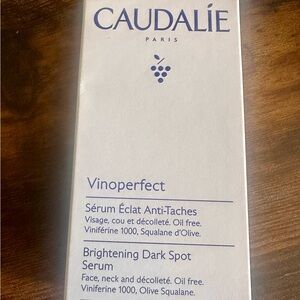 CAUDALÍE
PARIS
Vinoperfect
Sérum Éclat Anti-Taches
Visage, cou et décolleté. Oil free.
Viniférine 1000, Squalane d'Olive.
Brightening Dark Spot
Serum
Face, neck and décolleté. Oil free.
Viniferine 1000, Olive Squalane.